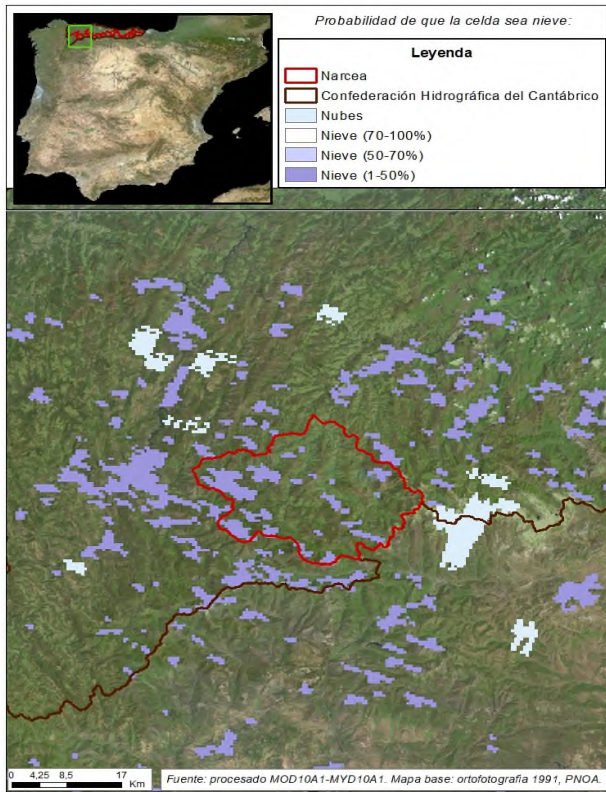 Probabilidad de que la celda sea nieve:
Leyenda
Narcea
Confederación Hidrográfica del Cantábrico
Nubes
Nieve (70-100%)
Nieve (50-70%)
Nieve (1-50%)
0 4,25 8,5 17
Km
Fuente: procesado MOD10A1-MYD10A1. Mapa base: ortofotografia 1991, PNOA.